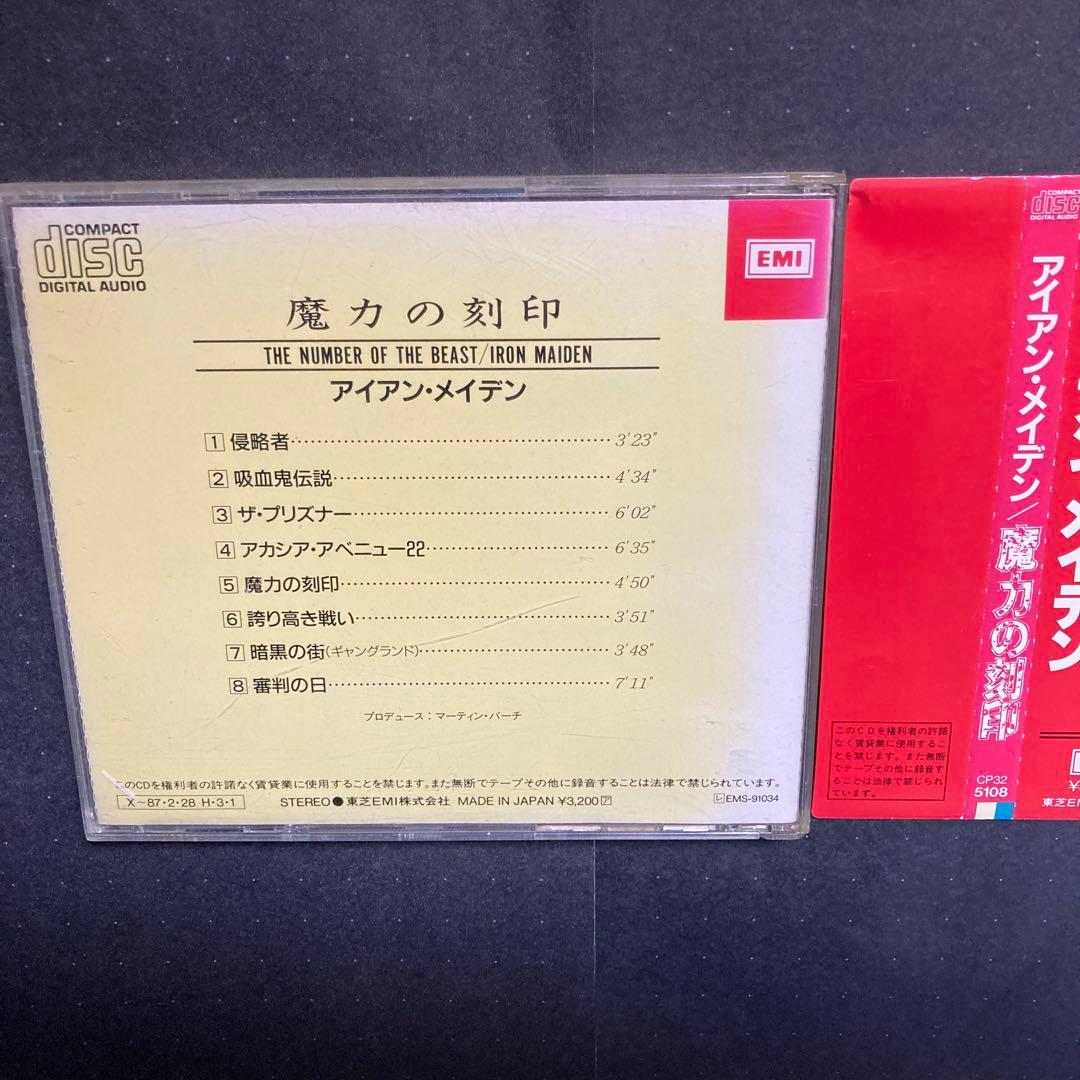 COMPACT
disc
DIGITAL AUDIO
EMI
魔力の刻印
THE NUMBER OF THE BEAST/IRON MAIDEN
アイアン・メイデン
1 侵略者 3'23"
2 吸血鬼伝説 4'34"
3 ザ・プリズナー 6'02"
4 アカシア・アベニュー22 6'35"
5 魔力の刻印 4'50"
6 誇り高き戦い 3'51"
7 暗黒の街(ギャングランド) 3'48"
8 審判の日 7'11"
プロデュース：マーティン・バーチ
このCDを権利者の許諾なく賃貸業に使用することを禁じます。また無断でテープその他に録音することは法律で禁じられています。
X-87・2・28 H・3・1 STEREO●東芝EMI株式会社 MADE IN JAPAN ¥3,200 ア レ EMS-91034
このCDを権利者の許諾
なく賃貸業に使用するこ
とを禁じます。また無断
でテープその他に録音す
ることは法律で禁じられ
ています。
COMPACT
disc
DIGITAL AUDIO
アイアン・メイデン/魔力の刻印
CP32
5108
メイデン
東芝EM